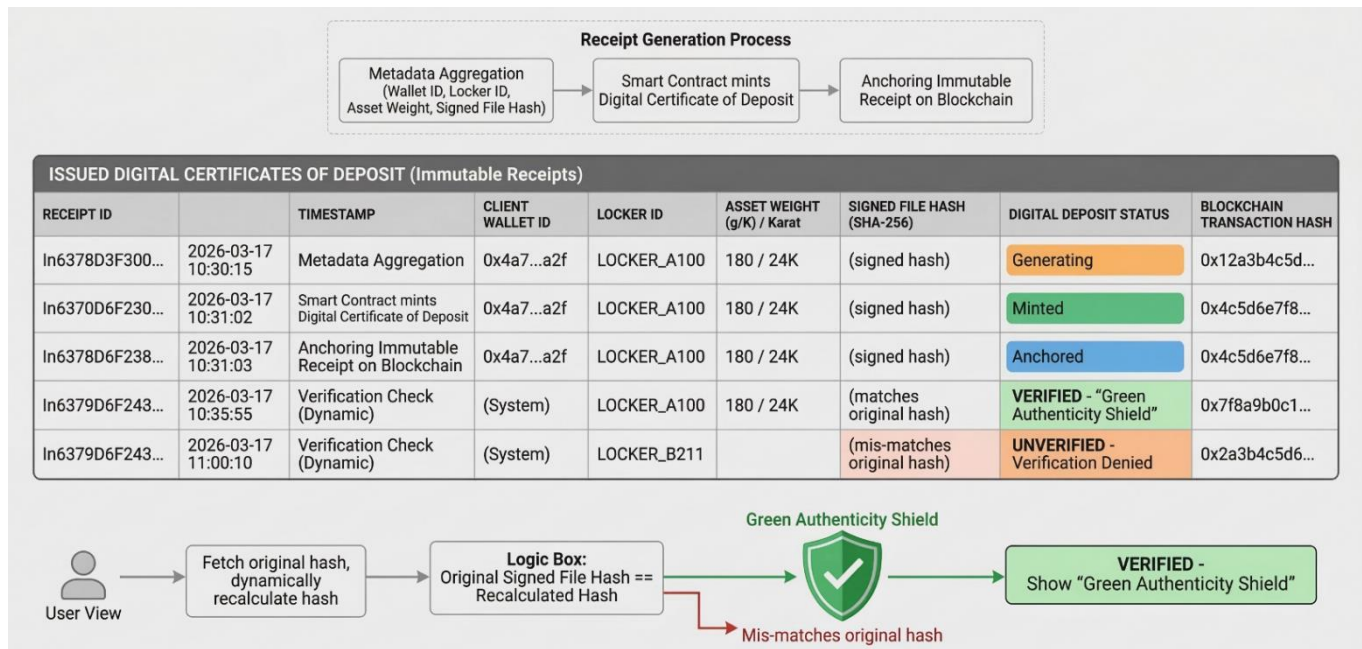 Receipt Generation Process
Metadata Aggregation
(Wallet ID, Locker ID,
Asset Weight, Signed File Hash)
Smart Contract mints
Digital Certificate of Deposit
Anchoring Immutable
Receipt on Blockchain
ISSUED DIGITAL CERTIFICATES OF DEPOSIT (Immutable Receipts)
RECEIPT ID
TIMESTAMP
CLIENT
WALLET ID
LOCKER ID
ASSET WEIGHT
(g/K) / Karat
SIGNED FILE HASH
(SHA-256)
DIGITAL DEPOSIT STATUS
BLOCKCHAIN
TRANSACTION HASH
In6378D3F300...
2026-03-17
10:30:15
Metadata Aggregation
0x4a7...a2f
LOCKER_A100
180 / 24K
(signed hash)
Generating
0x12a3b4c5d...
In6370D6F230...
2026-03-17
10:31:02
Smart Contract mints
Digital Certificate of Deposit
0x4a7...a2f
LOCKER_A100
180 / 24K
(signed hash)
Minted
0x4c5d6e7f8...
In6378D6F238...
2026-03-17
10:31:03
Anchoring Immutable
Receipt on Blockchain
0x4a7...a2f
LOCKER_A100
180 / 24K
(signed hash)
Anchored
0x4c5d6e7f8...
In6379D6F243...
2026-03-17
10:35:55
Verification Check
(Dynamic)
(System)
LOCKER_A100
180 / 24K
(matches
original hash)
VERIFIED - “Green
Authenticity Shield”
0x7f8a9b0c1...
In6379D6F243...
2026-03-17
11:00:10
Verification Check
(Dynamic)
(System)
LOCKER_B211
(mis-matches
original hash)
UNVERIFIED -
Verification Denied
0x2a3b4c5d6...
User View
Fetch original hash,
dynamically
recalculate hash
Logic Box:
Original Signed File Hash ==
Recalculated Hash
Green Authenticity Shield
Mis-matches original hash
VERIFIED -
Show “Green Authenticity Shield”